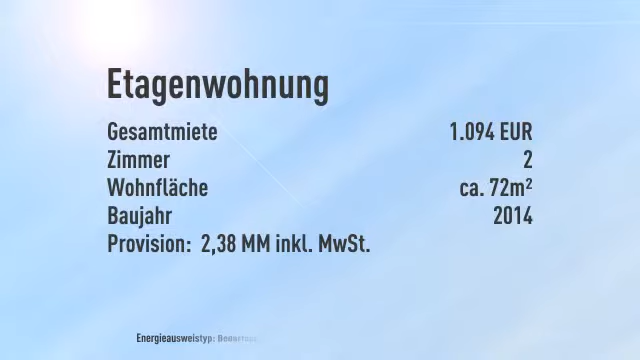 Etagenwohnung
Gesamtmiete 1.094 EUR
Zimmer 2
Wohnfläche ca. 72m²
Baujahr 2014
Provision: 2,38 MM inkl. MwSt.
Energieausweistyp: